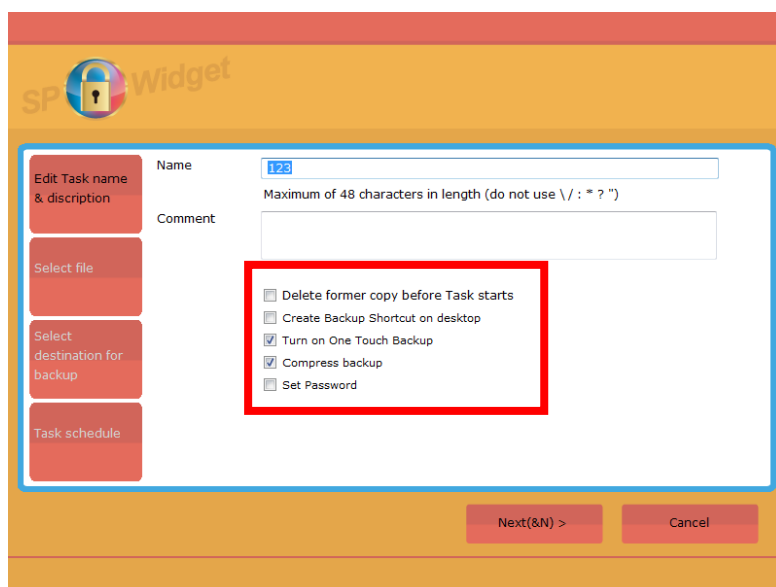 SP Widget
Edit Task name
& discription
Select file
Select
destination for
backup
Task schedule
Name
123
Maximum of 48 characters in length (do not use \ / : * ? ")
Comment
Delete former copy before Task starts
Create Backup Shortcut on desktop
Turn on One Touch Backup
Compress backup
Set Password
Next(&N) >
Cancel